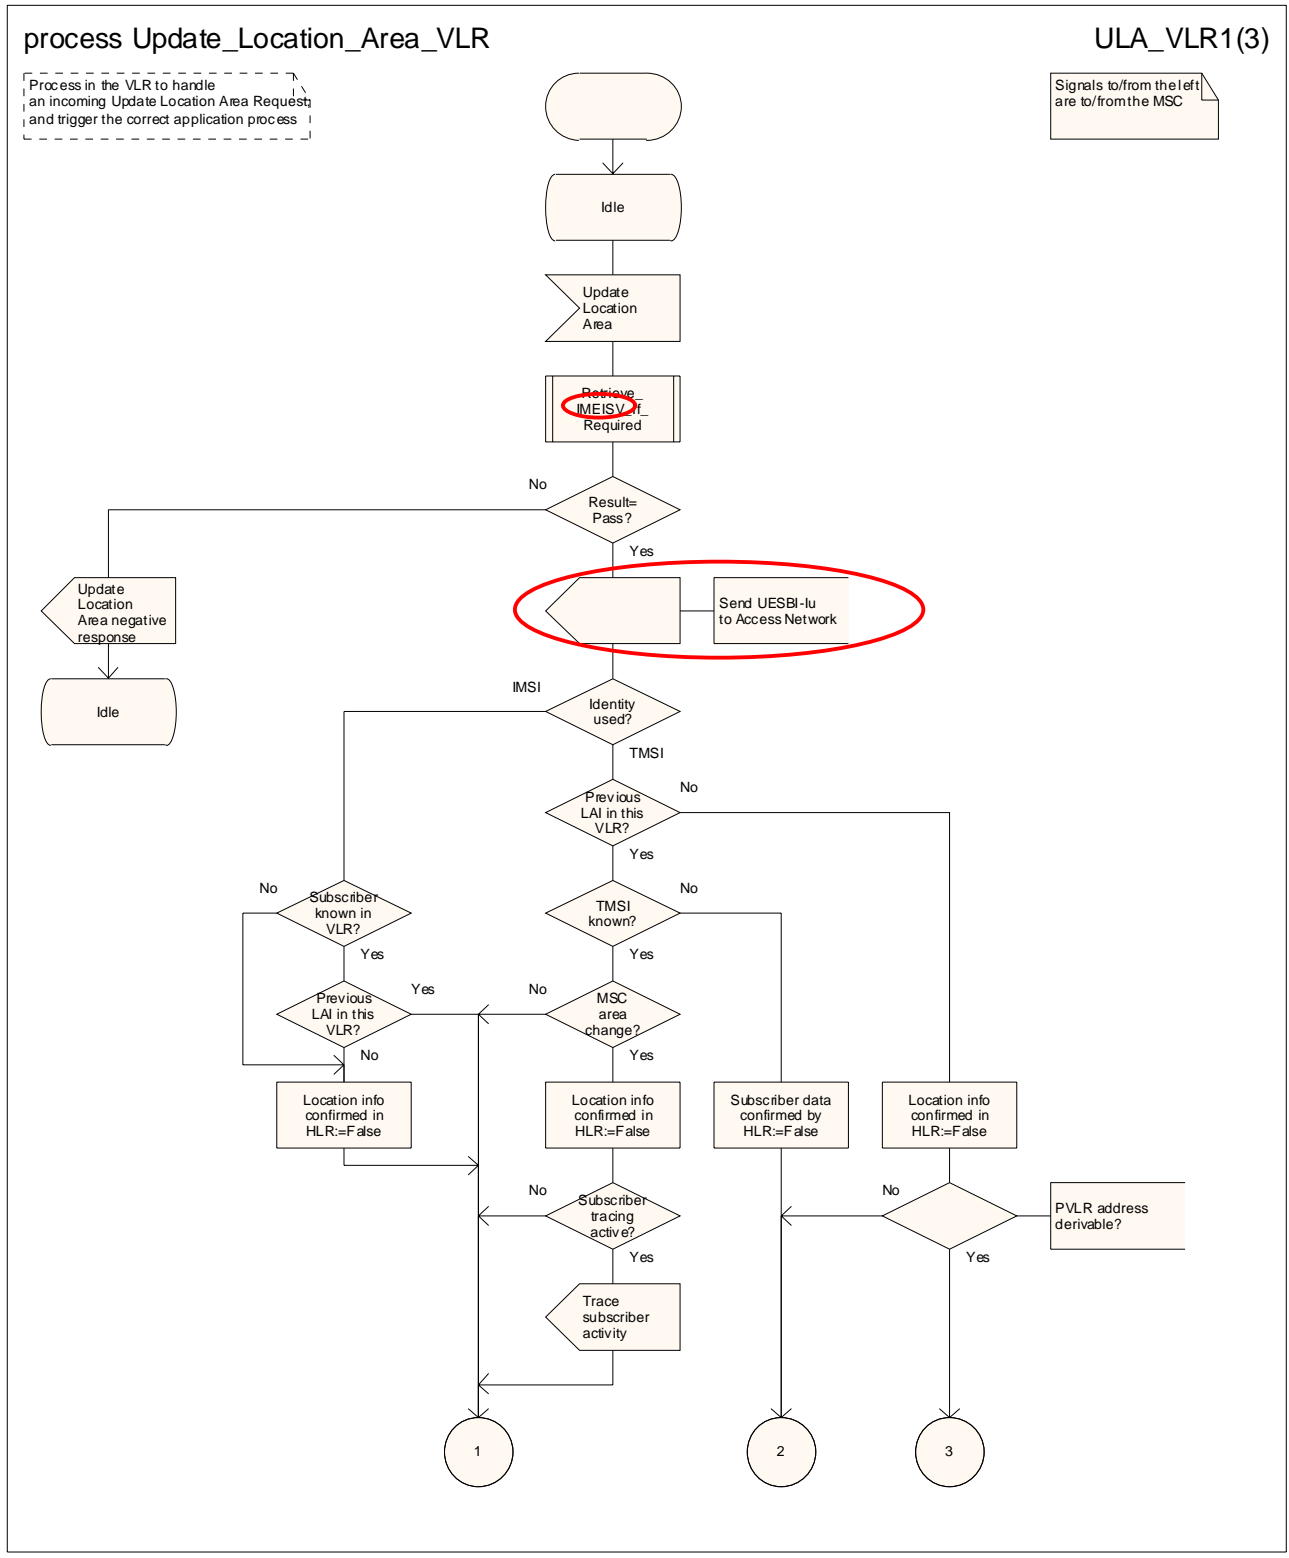 process Update_Location_Area_VLR
ULA_VLR1(3)
Process in the VLR to handle
an incoming Update Location Area Request
and trigger the correct application process
Signals to/from the left
are to/from the MSC
Idle
Update
Location
Area
Retrieve_
IMEISV_If_
Required
No
Result=
Pass?
Yes
Update
Location
Area negative
response
Send UESBI-Iu
to Access Network
Idle
IMSI
Identity
used?
TMSI
No
Previous
LAI in this
VLR?
Yes
No
Subscriber
known in
VLR?
Yes
No
TMSI
known?
Yes
Previous
LAI in this
VLR?
Yes
No
No
MSC
area
change?
Yes
Location info
confirmed in
HLR:=False
Location info
confirmed in
HLR:=False
Subscriber data
confirmed by
HLR:=False
Location info
confirmed in
HLR:=False
No
Subscriber
tracing
active?
Yes
No
PVLR address
derivable?
Yes
Trace
subscriber
activity
1
2
3